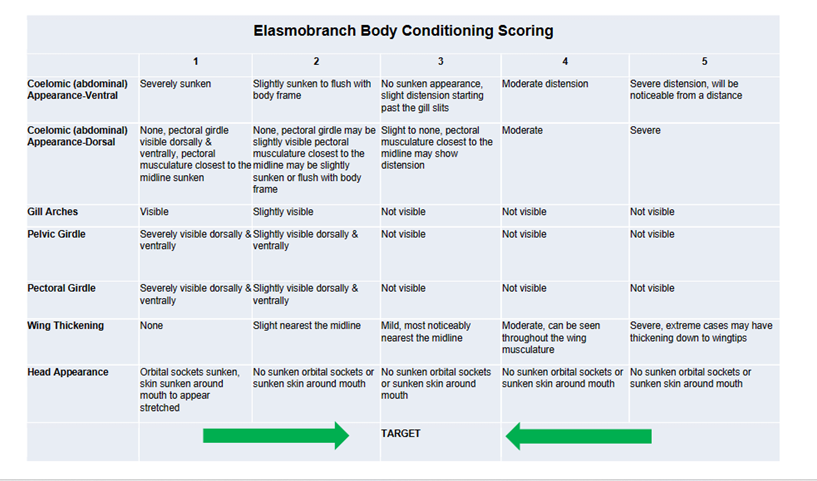 Elasmobranch Body Conditioning Scoring
1 2 3 4 5
Coelomic (abdominal)
Appearance-Ventral
Severely sunken
Slightly sunken to flush with
body frame
No sunken appearance,
slight distension starting
past the gill slits
Moderate distension
Severe distension, will be
noticeable from a distance
Coelomic (abdominal)
Appearance-Dorsal
None, pectoral girdle
visible dorsally &
ventrally, pectoral
musculature closest to the
midline sunken
None, pectoral girdle may be
slightly visible pectoral
musculature closest to the
midline may be slightly
sunken or flush with body
frame
Slight to none, pectoral
musculature closest to the
midline may show
distension
Moderate
Severe
Gill Arches
Visible
Slightly visible
Not visible
Not visible
Not visible
Pelvic Girdle
Severely visible dorsally &
ventrally
Slightly visible dorsally &
ventrally
Not visible
Not visible
Not visible
Pectoral Girdle
Severely visible dorsally &
ventrally
Slightly visible dorsally &
ventrally
Not visible
Not visible
Not visible
Wing Thickening
None
Slight nearest the midline
Mild, most noticeably
nearest the midline
Moderate, can be seen
throughout the wing
musculature
Severe, extreme cases may have
thickening down to wingtips
Head Appearance
Orbital sockets sunken,
skin sunken around
mouth to appear
stretched
No sunken orbital sockets or
sunken skin around mouth
No sunken orbital sockets
or sunken skin around
mouth
No sunken orbital sockets or
sunken skin around mouth
No sunken orbital sockets or
sunken skin around mouth
TARGET